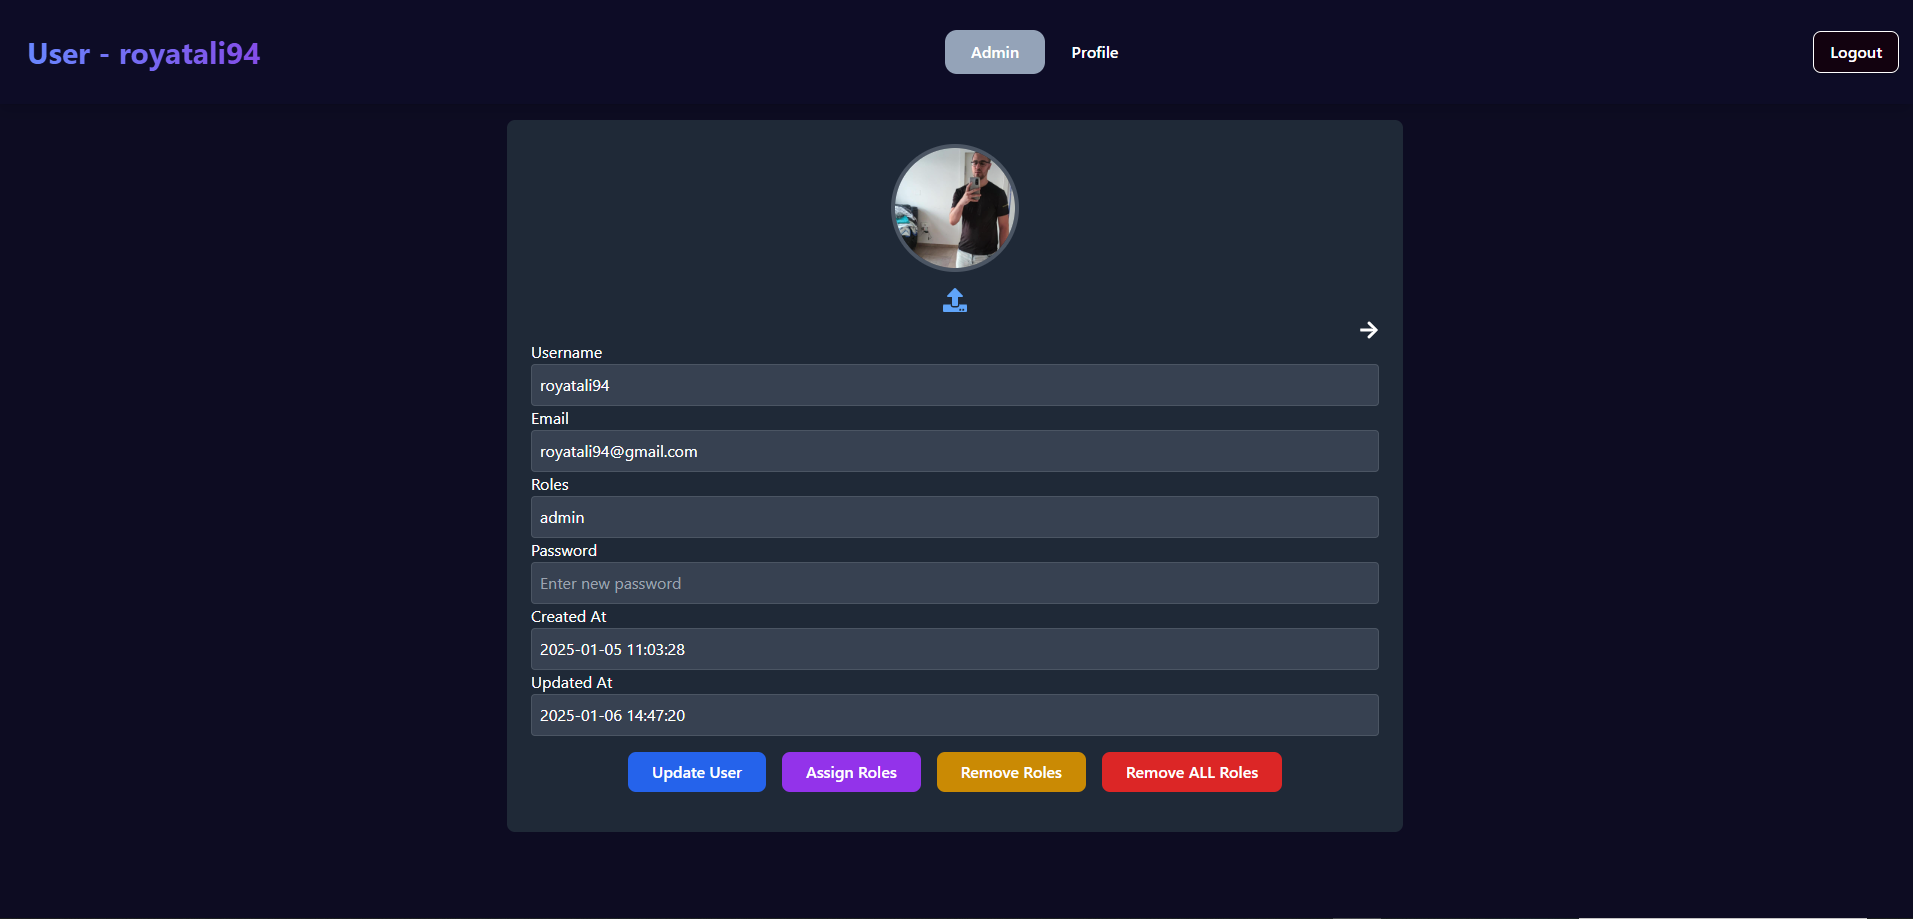 User - royatali94
Admin
Profile
Logout
Username
royatali94
Email
royatali94@gmail.com
Roles
admin
Password
Enter new password
Created At
2025-01-05 11:03:28
Updated At
2025-01-06 14:47:20
Update User
Assign Roles
Remove Roles
Remove ALL Roles